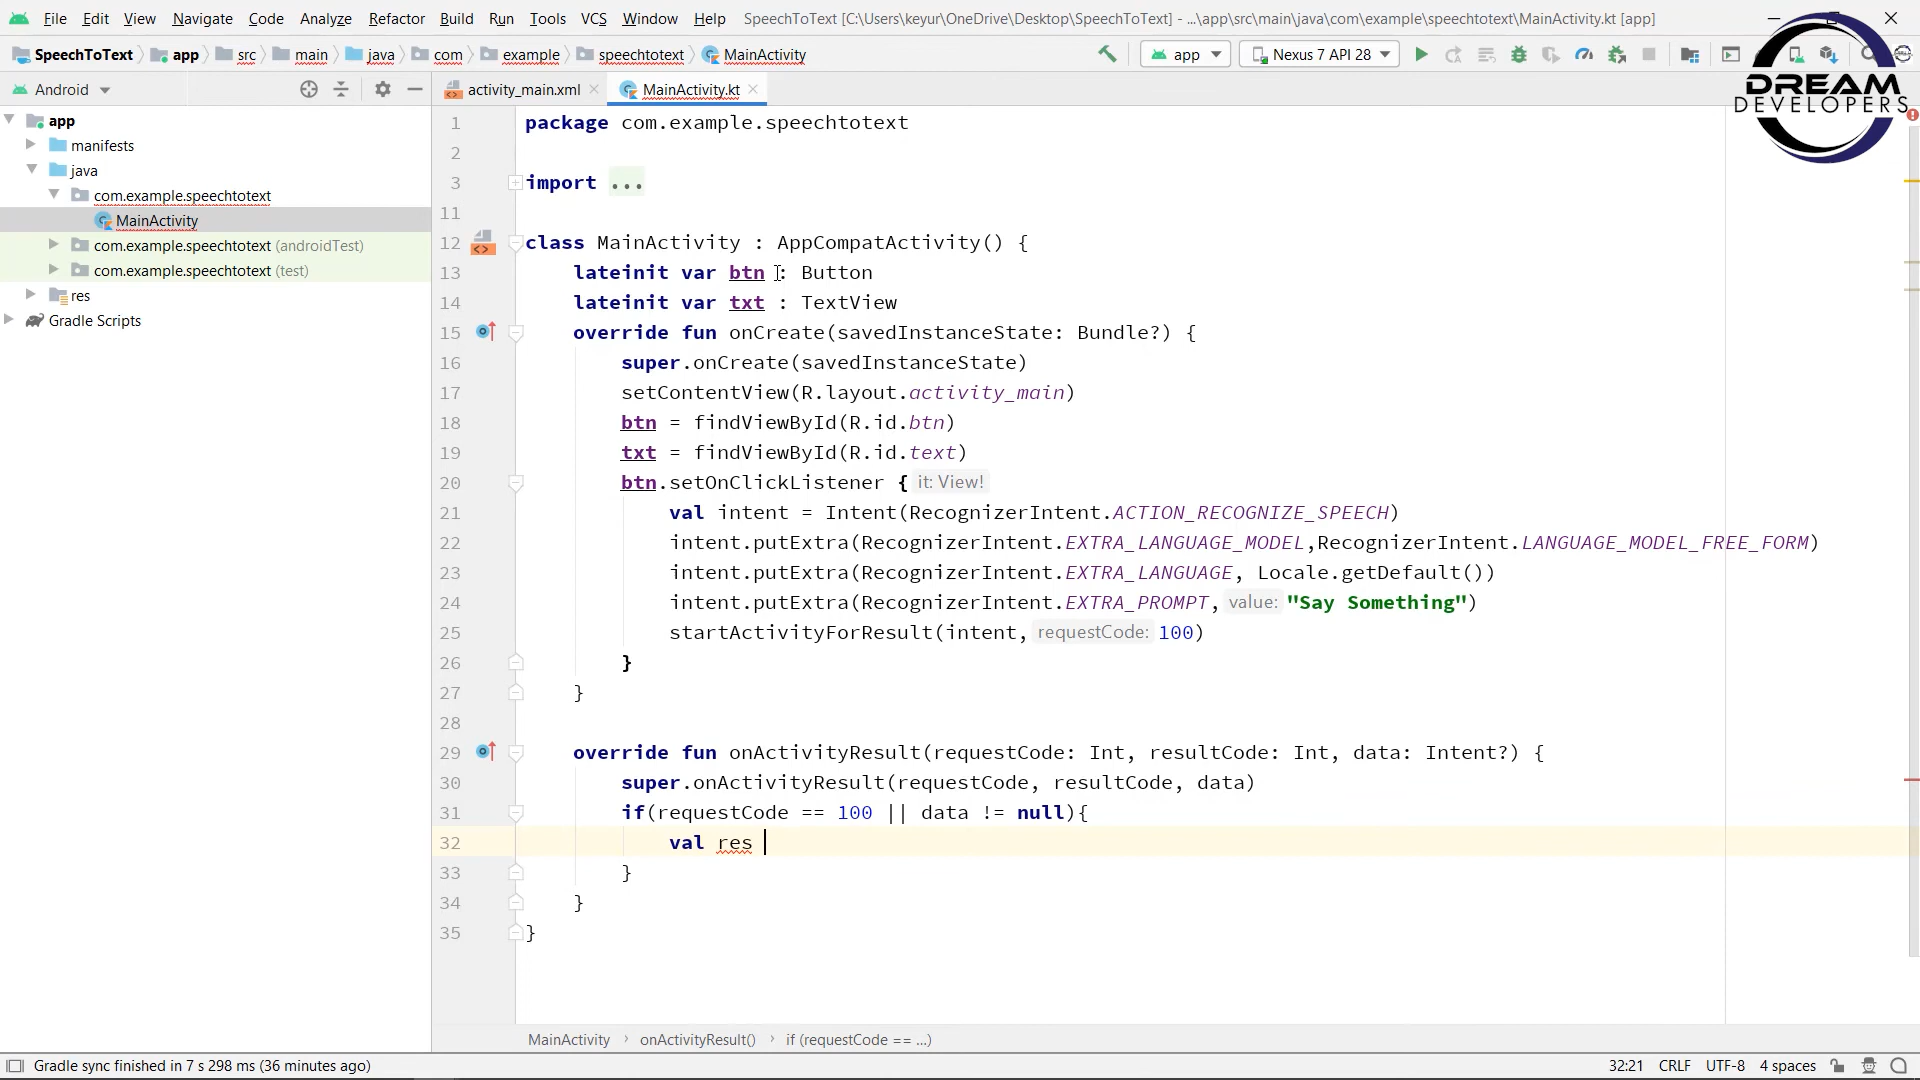 File Edit View Navigate Code Analyze Refactor Build Run Tools VCS Window Help SpeechToText [C:\Users\keyur\OneDrive\Desktop\SpeechToText] - ...\app\src\main\java\com\example\speechtotext\MainActivity.kt [app]
SpeechToText app src main java com example speechtotext MainActivity app Nexus 7 API 28
DREAM
DEVELOPERS
Android activity_main.xml MainActivity.kt
app
manifests
java
com.example.speechtotext
MainActivity
com.example.speechtotext (androidTest)
com.example.speechtotext (test)
res
Gradle Scripts
1 package com.example.speechtotext
2
3 import ...
11
12 class MainActivity : AppCompatActivity() {
13 lateinit var btn : Button
14 lateinit var txt : TextView
15 override fun onCreate(savedInstanceState: Bundle?) {
16 super.onCreate(savedInstanceState)
17 setContentView(R.layout.activity_main)
18 btn = findViewById(R.id.btn)
19 txt = findViewById(R.id.text)
20 btn.setOnClickListener { it: View!
21 val intent = Intent(RecognizerIntent.ACTION_RECOGNIZE_SPEECH)
22 intent.putExtra(RecognizerIntent.EXTRA_LANGUAGE_MODEL,RecognizerIntent.LANGUAGE_MODEL_FREE_FORM)
23 intent.putExtra(RecognizerIntent.EXTRA_LANGUAGE, Locale.getDefault())
24 intent.putExtra(RecognizerIntent.EXTRA_PROMPT, value: "Say Something")
25 startActivityForResult(intent, requestCode: 100)
26 }
27 }
28
29 override fun onActivityResult(requestCode: Int, resultCode: Int, data: Intent?) {
30 super.onActivityResult(requestCode, resultCode, data)
31 if(requestCode == 100 || data != null){
32 val res
33 }
34 }
35 }
MainActivity onActivityResult() if (requestCode == ...)
Gradle sync finished in 7 s 298 ms (36 minutes ago) 32:21 CRLF UTF-8 4 spaces